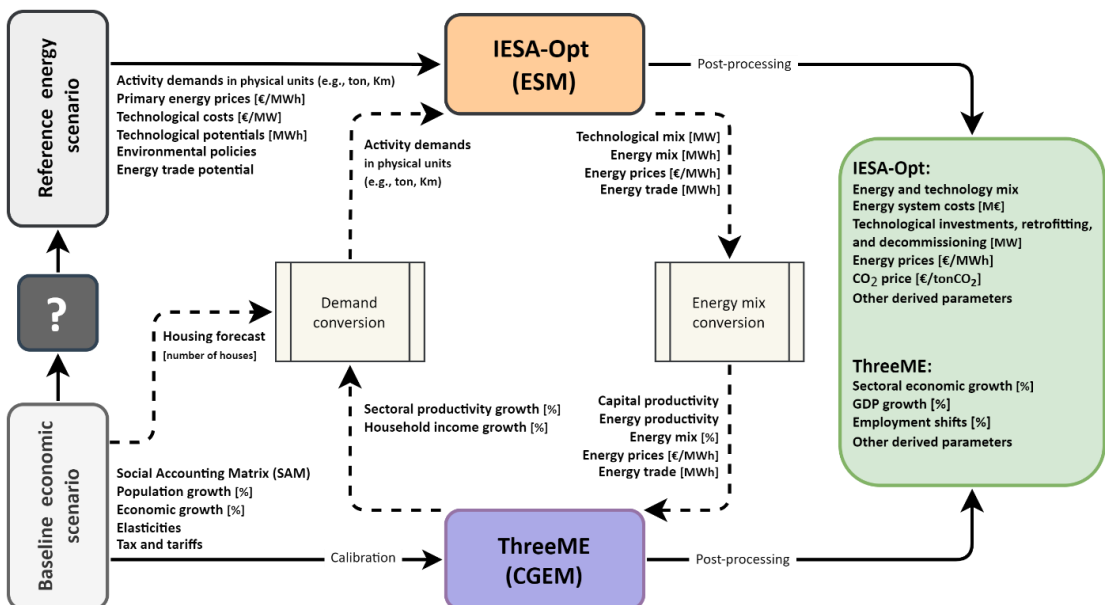 Reference energy
scenario
?
Baseline economic
scenario
Activity demands in physical units (e.g., ton, Km)
Primary energy prices [€/MWh]
Technological costs [€/MW]
Technological potentials [MWh]
Environmental policies
Energy trade potential
IESA-Opt
(ESM)
Post-processing
Activity demands
in physical units
(e.g., ton, Km)
Technological mix [MW]
Energy mix [MWh]
Energy prices [€/MWh]
Energy trade [MWh]
Housing forecast
[number of houses]
Demand
conversion
Energy mix
conversion
Sectoral productivity growth [%]
Household income growth [%]
Capital productivity
Energy productivity
Energy mix [%]
Energy prices [€/MWh]
Energy trade [MWh]
Social Accounting Matrix (SAM)
Population growth [%]
Economic growth [%]
Elasticities
Tax and tariffs
Calibration
ThreeME
(CGEM)
Post-processing
IESA-Opt:
Energy and technology mix
Energy system costs [M€]
Technological investments, retrofitting,
and decommissioning [MW]
Energy prices [€/MWh]
CO2 price [€/tonCO2]
Other derived parameters
ThreeME:
Sectoral economic growth [%]
GDP growth [%]
Employment shifts [%]
Other derived parameters